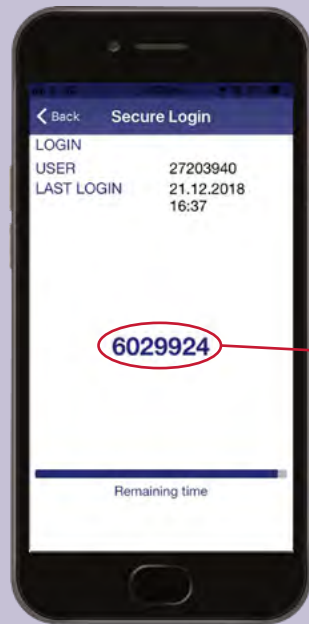 Back Secure Login
LOGIN
USER 27203940
LAST LOGIN 21.12.2018
16:37
6029924
Remaining time